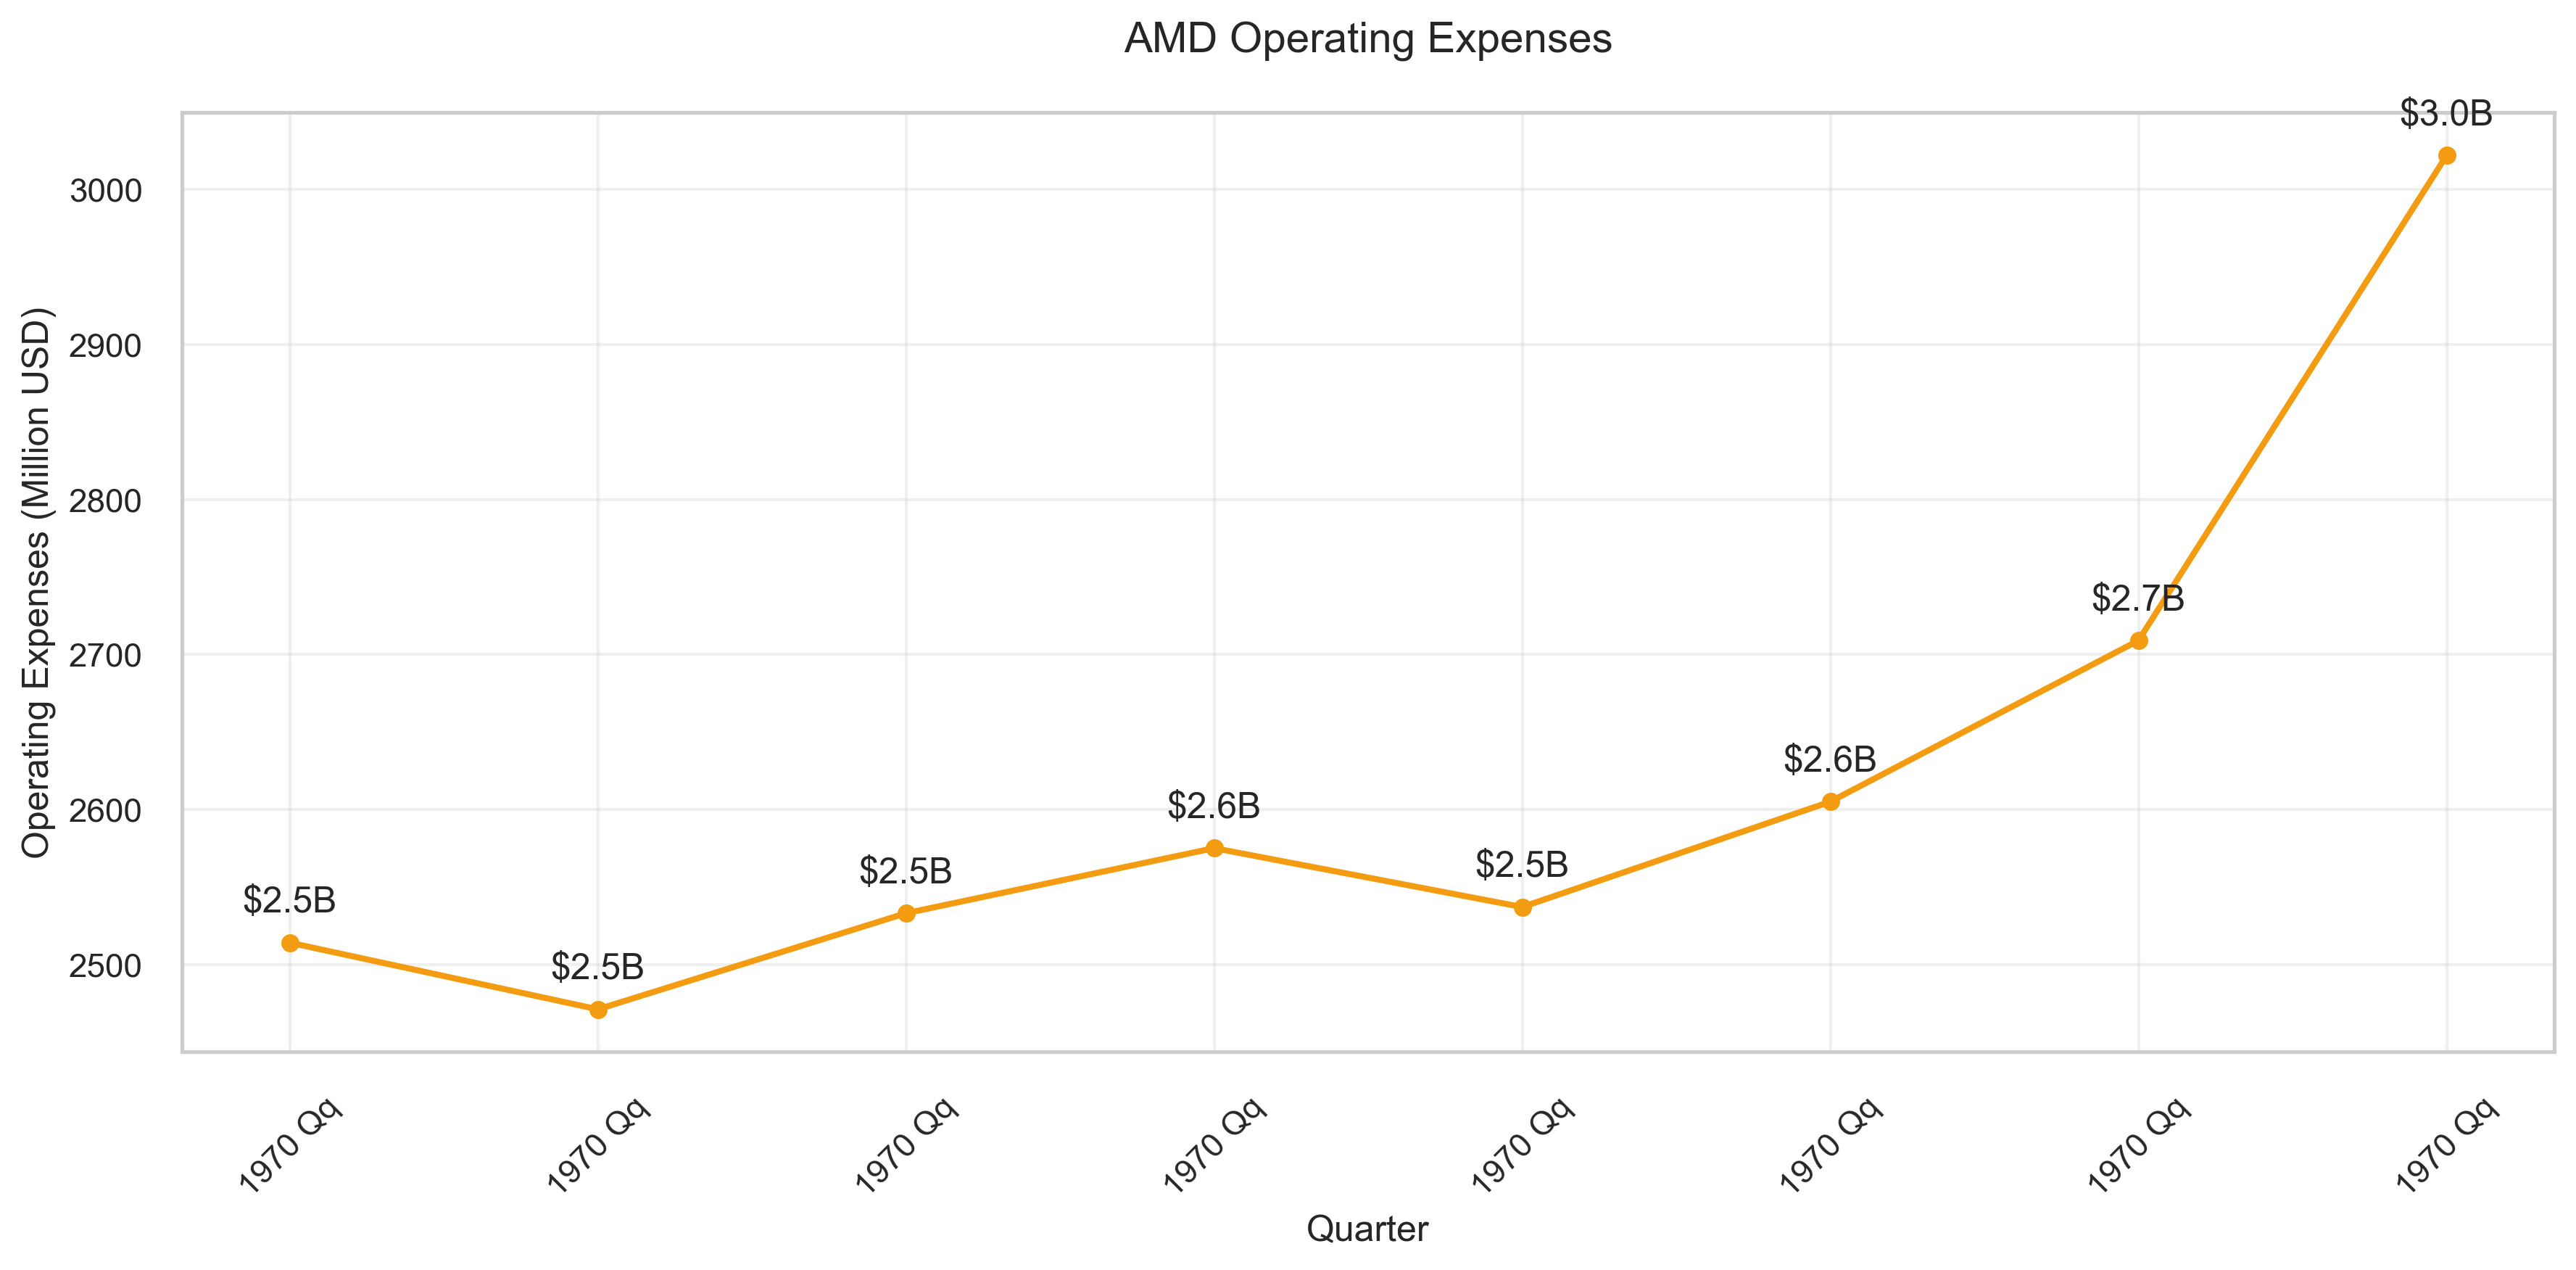 AMD Operating Expenses
Operating Expenses (Million USD)
3000
2900
2800
2700
2600
2500
$2.5B
$2.5B
$2.5B
$2.6B
$2.5B
$2.6B
$2.7B
$3.0B
1970 Qq
1970 Qq
1970 Qq
1970 Qq
1970 Qq
1970 Qq
1970 Qq
1970 Qq
Quarter